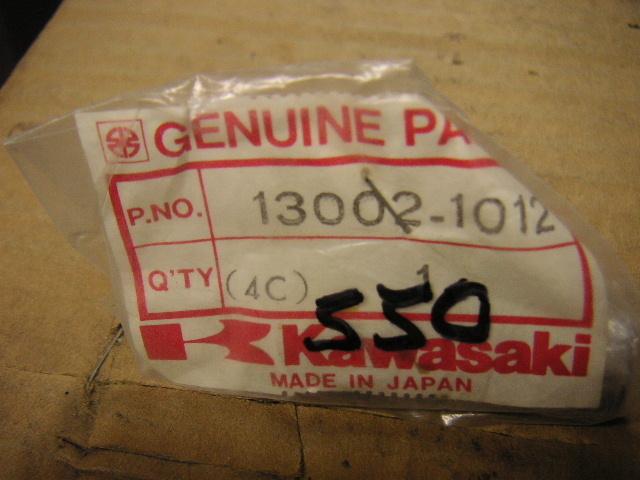 GENUINE PA
P.NO. 13002-1012
Q'TY (4C) 1
550
Kawasaki
MADE IN JAPAN